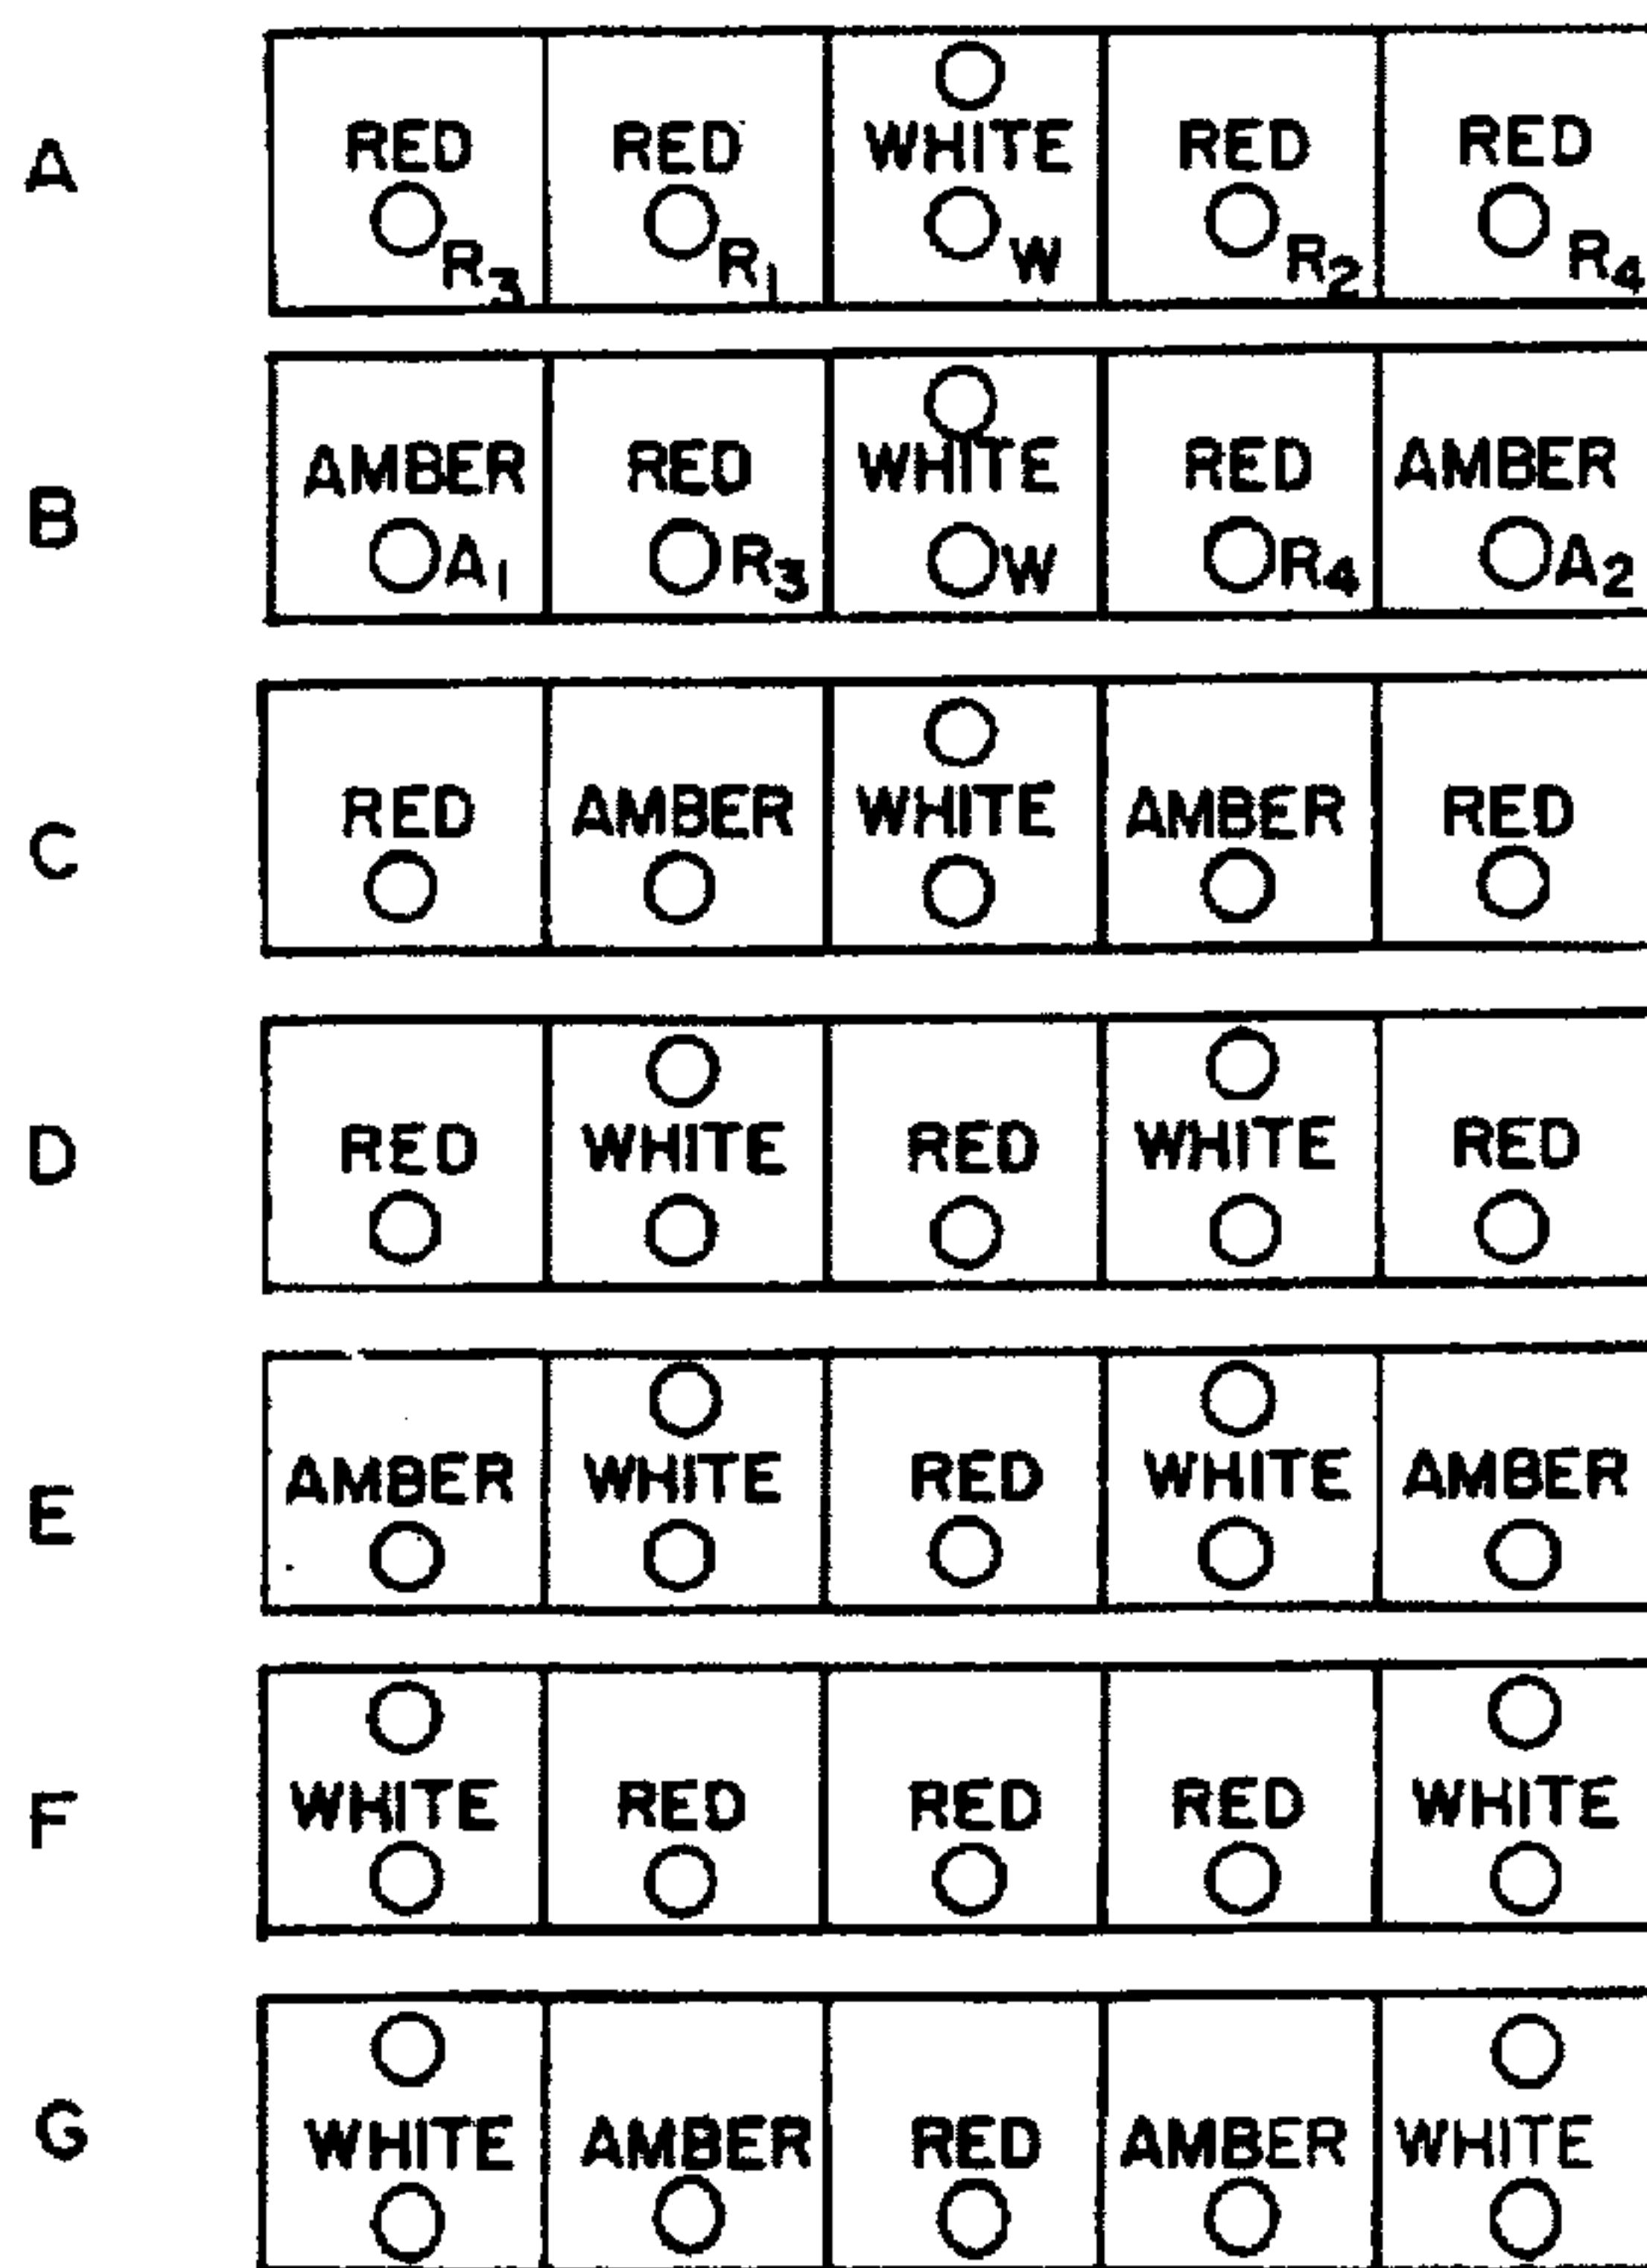 A
RED RED WHITE RED RED
R3 R1 W R2 R4
B
AMBER RED WHITE RED AMBER
A1 R3 W R4 A2
C
RED AMBER WHITE AMBER RED
D
RED WHITE RED WHITE RED
E
AMBER WHITE RED WHITE AMBER
F
WHITE RED RED RED WHITE
G
WHITE AMBER RED AMBER WHITE